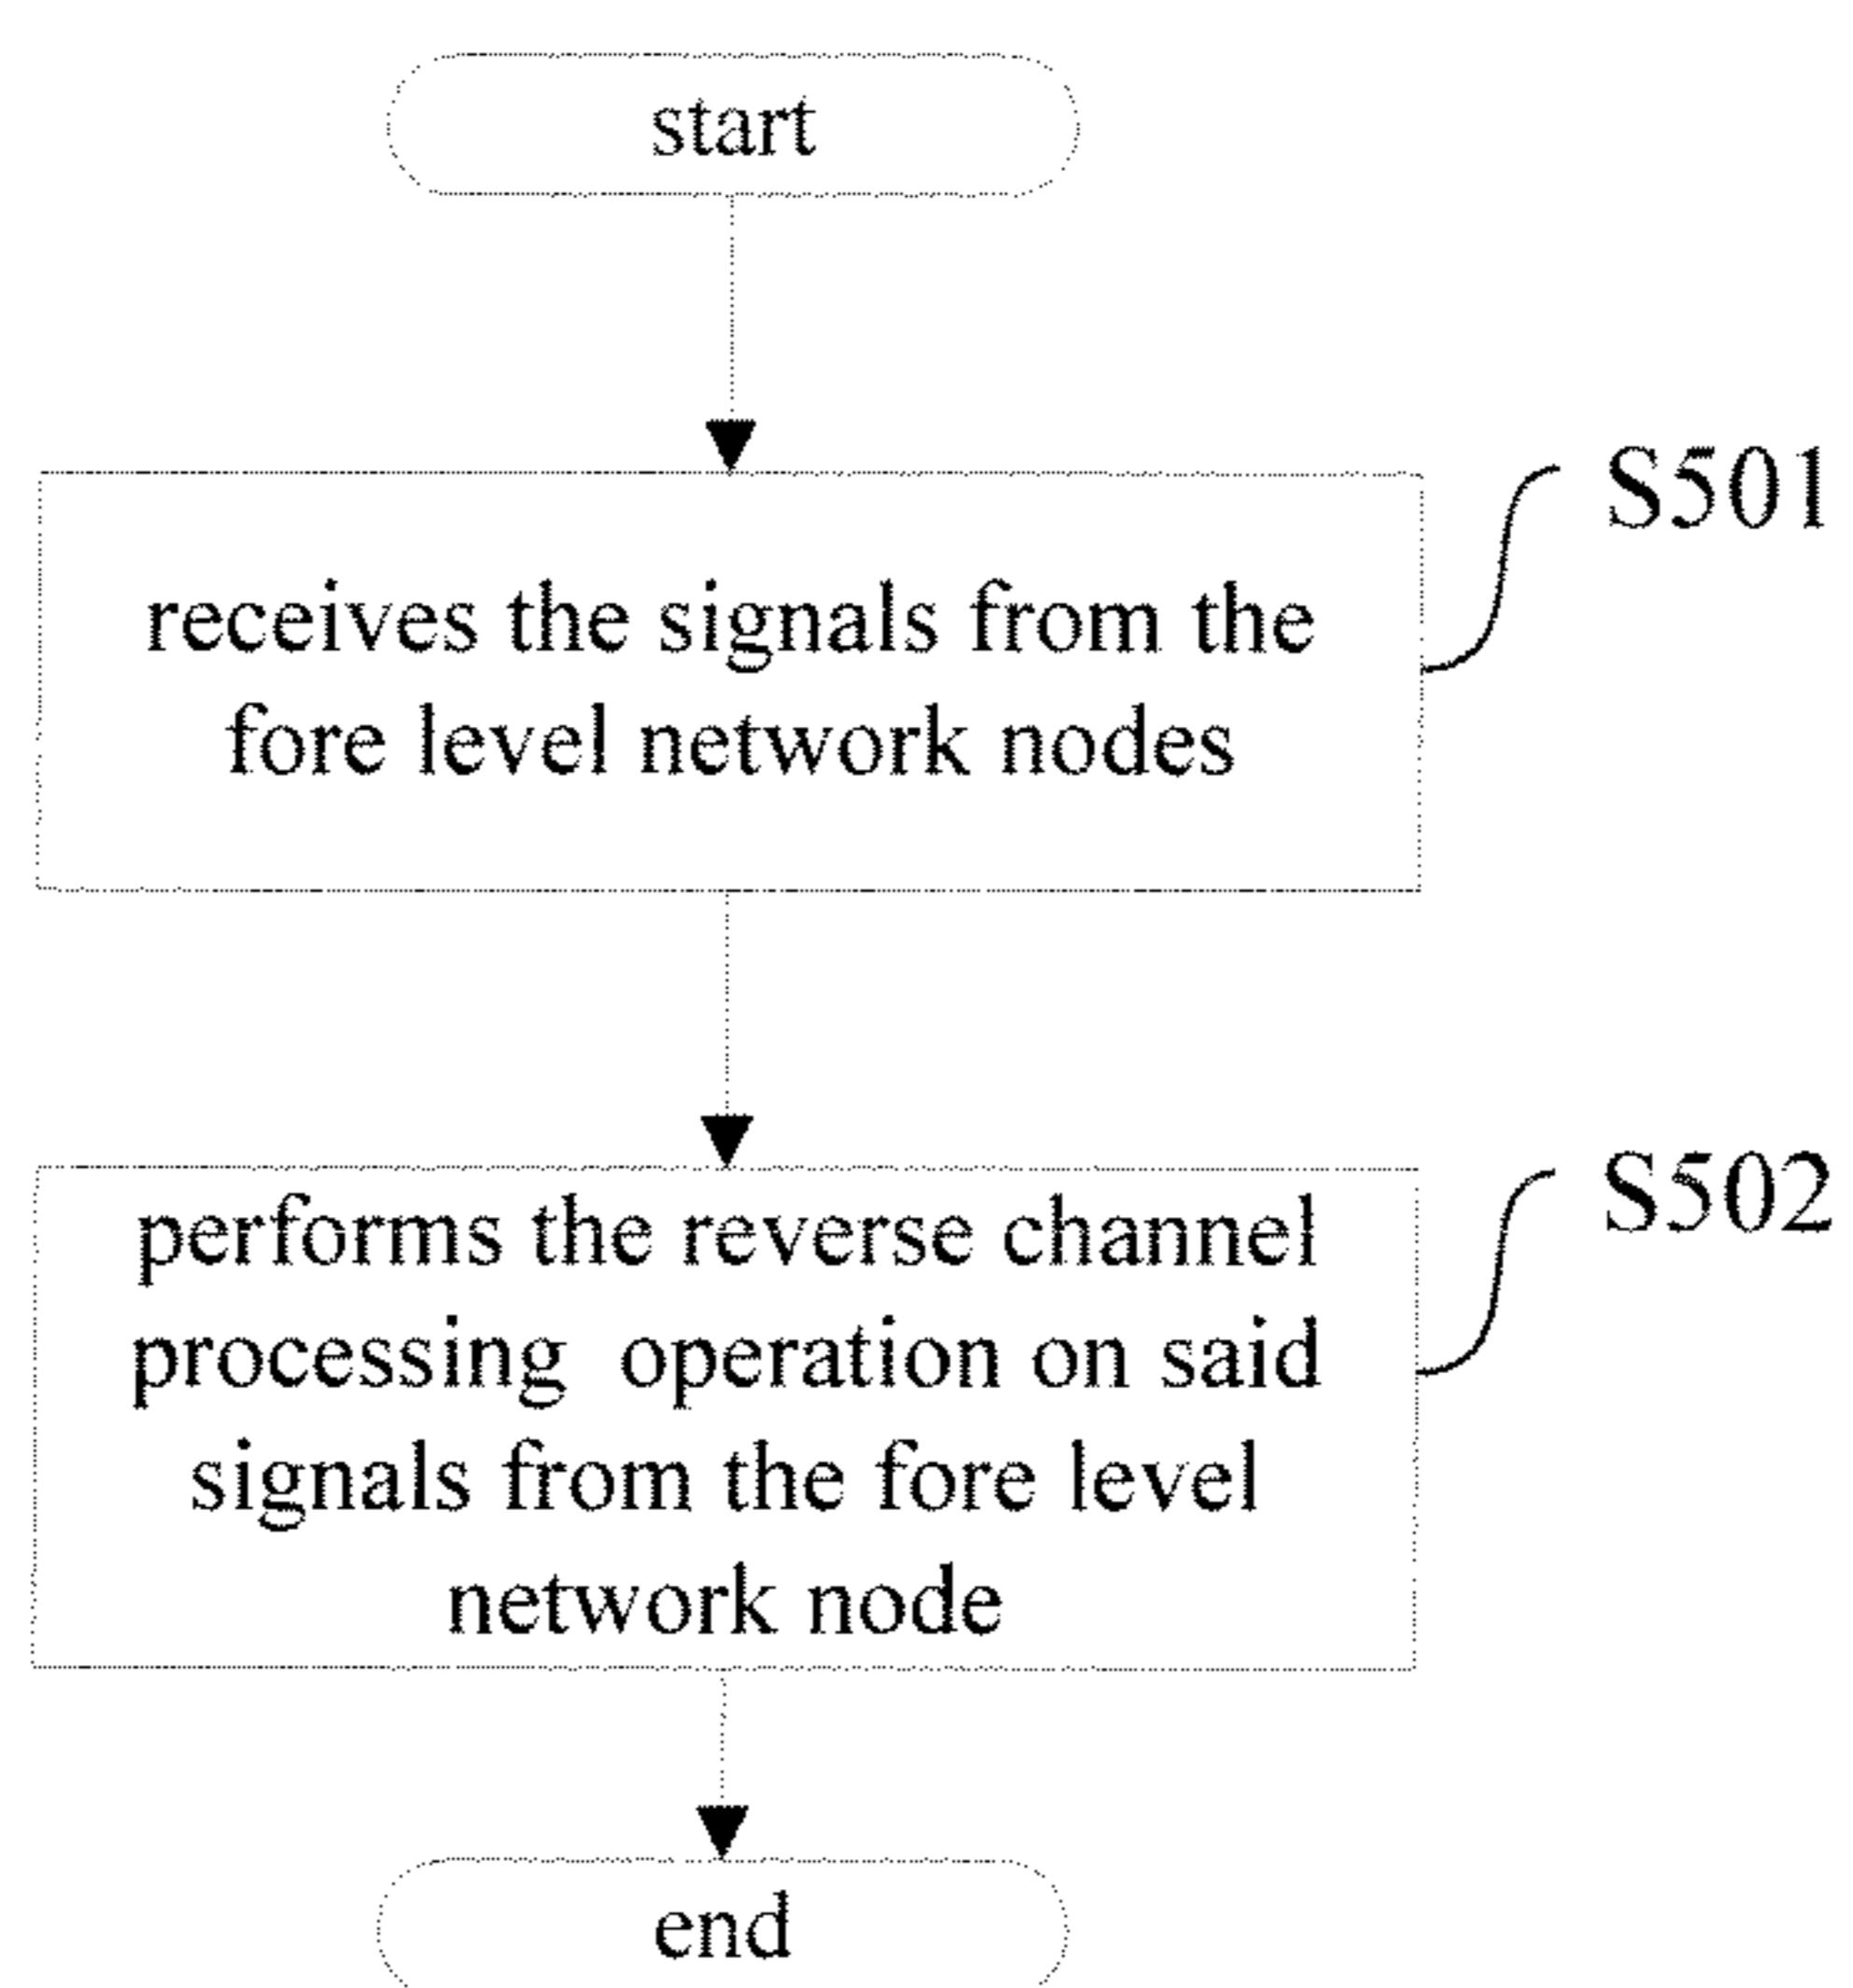 start
S501
receives the signals from the
fore level network nodes
S502
performs the reverse channel
processing operation on said
signals from the fore level
network node
end